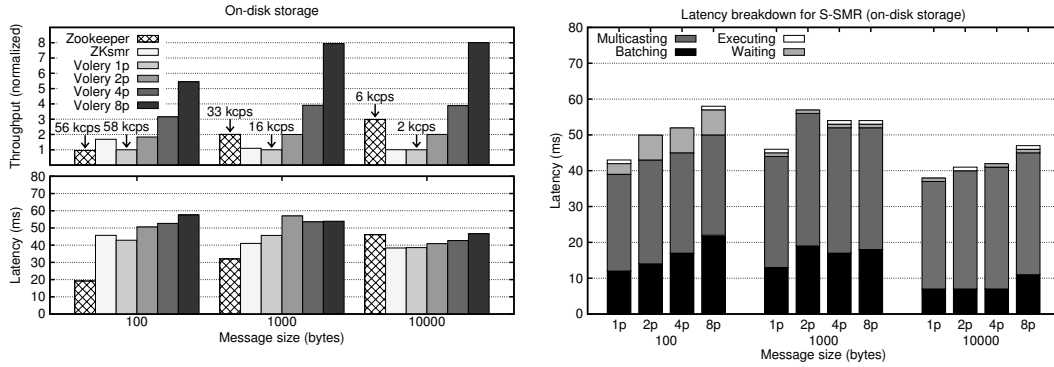 On-disk storage
Throughput (normalized)
8
7
6
5
4
3
2
1
Zookeeper
ZKsmr
Volery 1p
Volery 2p
Volery 4p
Volery 8p
56 kcps
58 kcps
33 kcps
16 kcps
6 kcps
2 kcps
Latency (ms)
80
70
60
50
40
30
20
10
0
100 1000 10000
Message size (bytes)
Latency breakdown for S-SMR (on-disk storage)
Multicasting Executing
Batching Waiting
Latency (ms)
80
70
60
50
40
30
20
10
0
1p 2p 4p 8p 1p 2p 4p 8p 1p 2p 4p 8p
100 1000 10000
Message size (bytes)